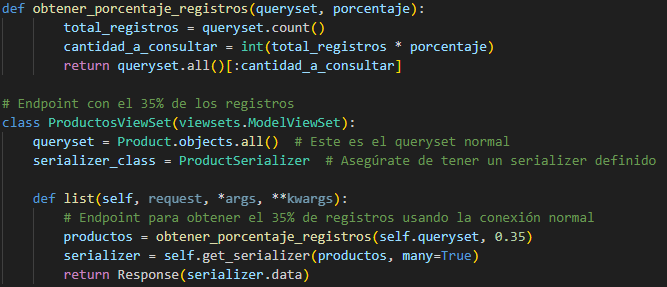 def obtener_porcentaje_registros(queryset, porcentaje):
        total_registros = queryset.count()
        cantidad_a_consultar = int(total_registros * porcentaje)
        return queryset.all()[:cantidad_a_consultar]

# Endpoint con el 35% de los registros
class ProductosViewSet(viewsets.ModelViewSet):
    queryset = Product.objects.all()  # Este es el queryset normal
    serializer_class = ProductSerializer  # Asegúrate de tener un serializer definido

    def list(self, request, *args, **kwargs):
        # Endpoint para obtener el 35% de registros usando la conexión normal
        productos = obtener_porcentaje_registros(self.queryset, 0.35)
        serializer = self.get_serializer(productos, many=True)
        return Response(serializer.data)